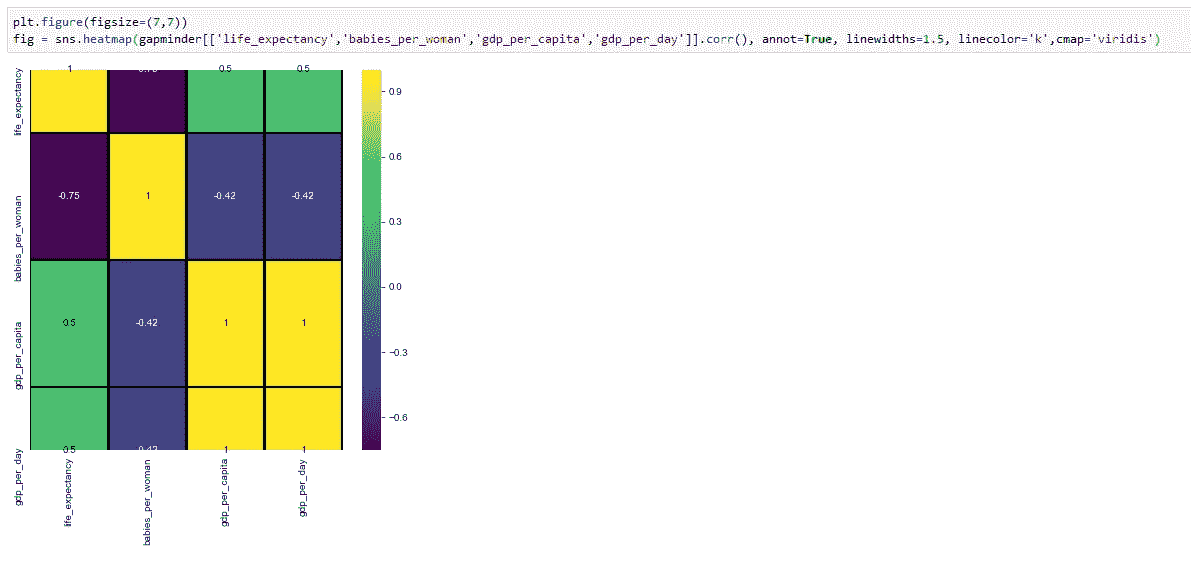 plt.figure(figsize=(7,7))
fig = sns.heatmap(gapminder[['life_expectancy','babies_per_woman','gdp_per_capita','gdp_per_day']].corr(), annot=True, linewidths=1.5, linecolor='k',cmap='viridis')
life_expectancy
1
0.5
0.5
0.9
0.6
babies_per_woman
-0.75
1
-0.42
-0.42
0.3
0.0
gdp_per_capita
0.5
-0.42
1
1
−0.3
−0.6
gdp_per_day
0.5
-0.42
1
1
life_expectancy
babies_per_woman
gdp_per_capita
gdp_per_day